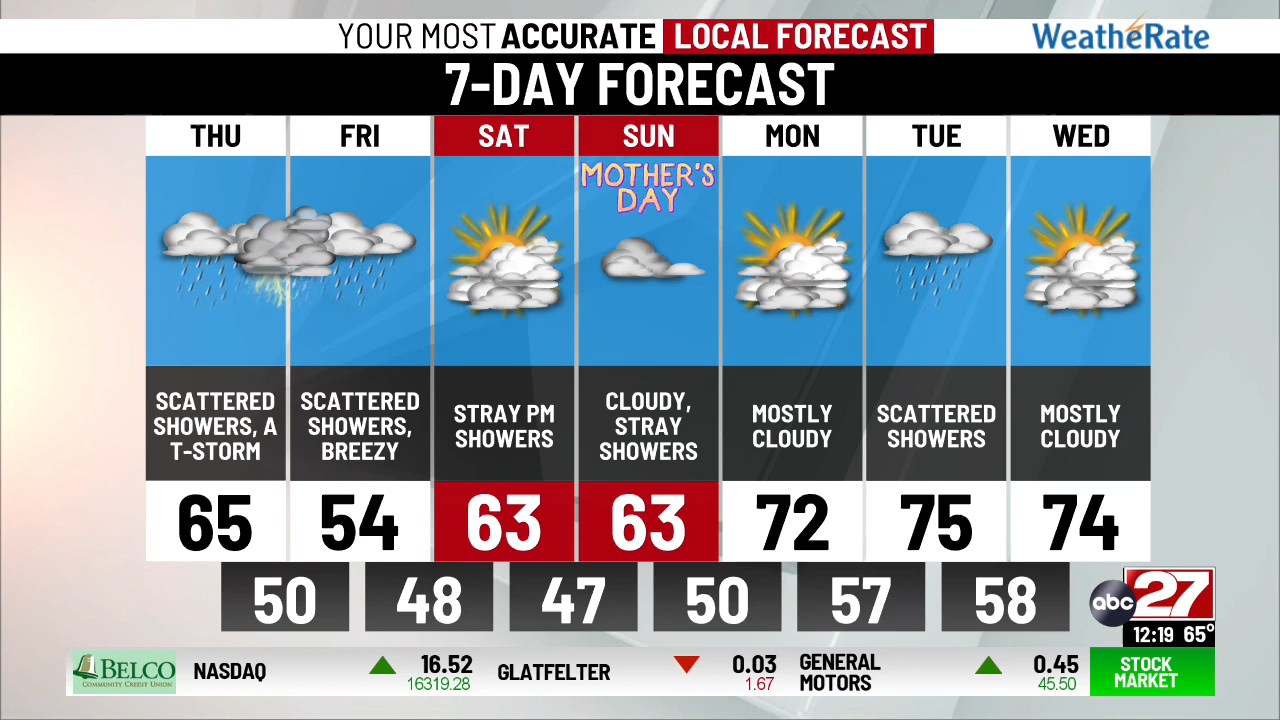 YOUR MOST ACCURATE LOCAL FORECAST
WeatheRate
7-DAY FORECAST
THU FRI SAT SUN MON TUE WED
MOTHER'S
DAY
SCATTERED
SHOWERS, A
T-STORM
SCATTERED
SHOWERS,
BREEZY
STRAY PM
SHOWERS
CLOUDY,
STRAY
SHOWERS
MOSTLY
CLOUDY
SCATTERED
SHOWERS
MOSTLY
CLOUDY
65 54 63 63 72 75 74
50 48 47 50 57 58
abc 27
12:19 65°
BELCO
COMMUNITY CREDIT UNION
NASDAQ
16.52
16319.28
GLATFELTER
0.03
1.67
GENERAL
MOTORS
0.45
45.50
STOCK
MARKET